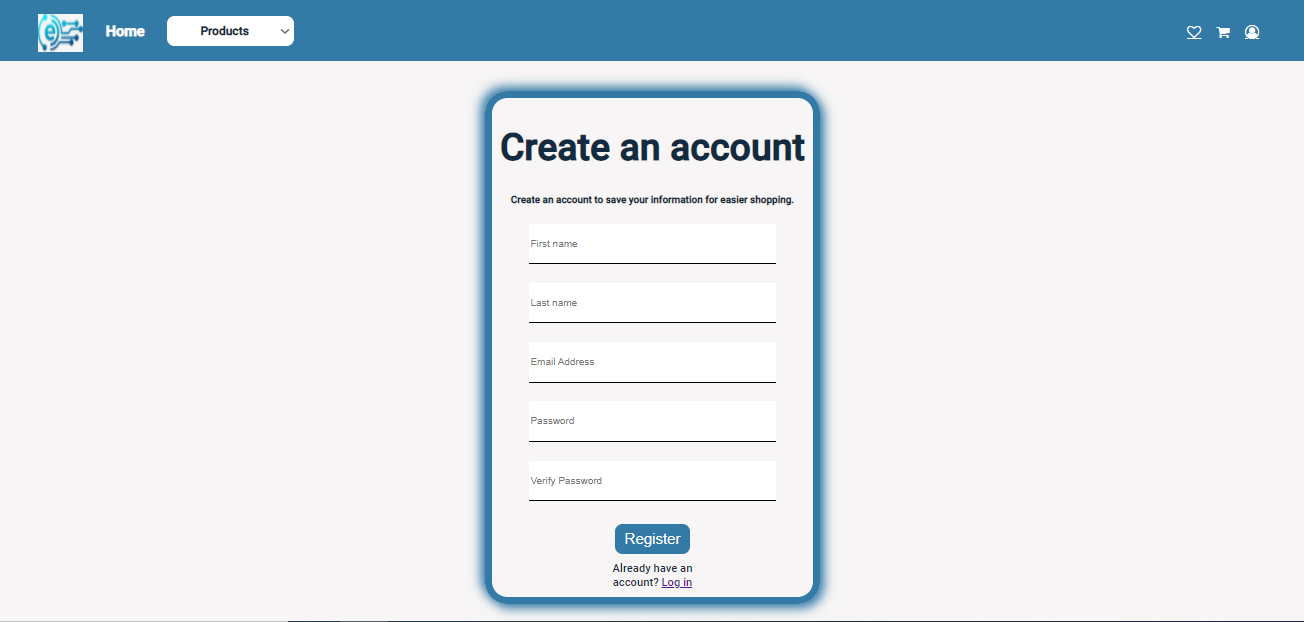 e
Home
Products
Create an account
Create an account to save your information for easier shopping.
First name
Last name
Email Address
Password
Verify Password
Register
Already have an
account? Log in